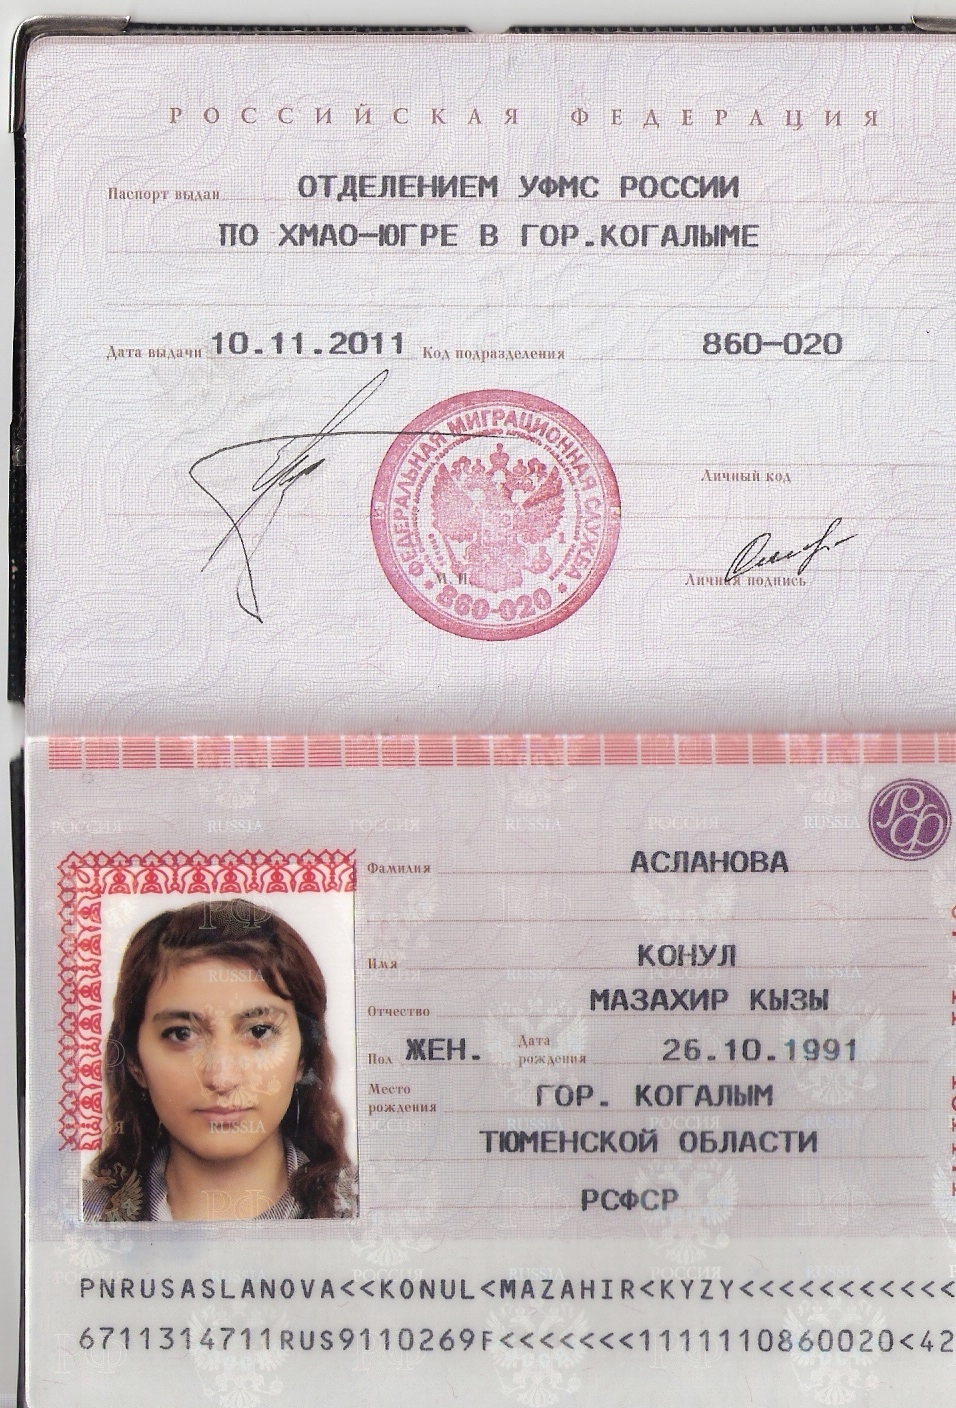 РОССИЙСКАЯ ФЕДЕРАЦИЯ
Паспорт выдан ОТДЕЛЕНИЕМ УФМС РОССИИ
ПО ХМАО-ЮГРЕ В ГОР.КОГАЛЫМЕ
Дата выдачи 10.11.2011 Код подразделения 860-020
ФЕДЕРАЛЬНАЯ МИГРАЦИОННАЯ СЛУЖБА
860-020
М. П.
Личный код
Личная подпись
РОССИЯ RUSSIA РОССИЯ RUSSIA РОССИЯ RUSSIA
РФ
Фамилия АСЛАНОВА
Имя КОНУЛ
Отчество МАЗАХИР КЫЗЫ
Пол ЖЕН. Дата рождения 26.10.1991
Место рождения ГОР. КОГАЛЫМ
ТЮМЕНСКОЙ ОБЛАСТИ
РСФСР
PNRUSASLANOVA<<KONUL<MAZAHIR<KYZY<<<<<<<<<<<
6711314711RUS9110269F<<<<<<<1111110860020<42